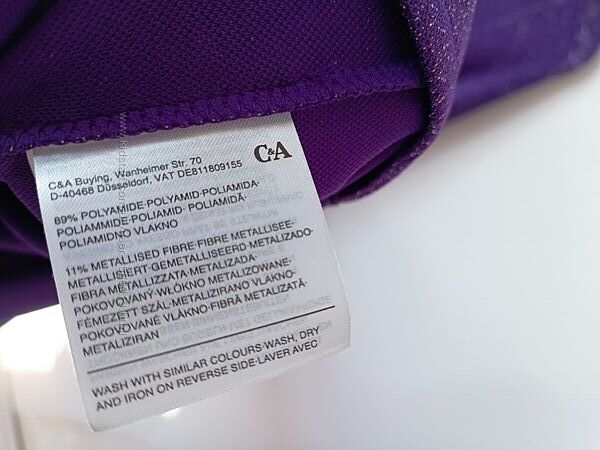 C&A
C&A Buying, Wanheimer Str. 70
D-40468 Düsseldorf, VAT DE811809155
89% POLYAMIDE·POLYAMID·POLIAMIDA·
POLIAMMIDE·POLIAMID· POLIAMIDĂ·
POLIAMIDNO VLAKNO
11% METALLISED FIBRE·FIBRE METALLISEE·
METALLISIERT·GEMETALLISEERD·METALIZADO·
FIBRA METALLIZZATA·METALIZADA·
POKOVOVANÝ·WŁÓKNO METALIZOWANE·
FÉMEZETT SZÁL·METALIZIRANO VLAKNO·
POKOVOVANÉ VLÁKNO·FIBRĂ METALIZATĂ·
METALIZIRAN
WASH WITH SIMILAR COLOURS·WASH, DRY
AND IRON ON REVERSE SIDE·LAVER AVEC